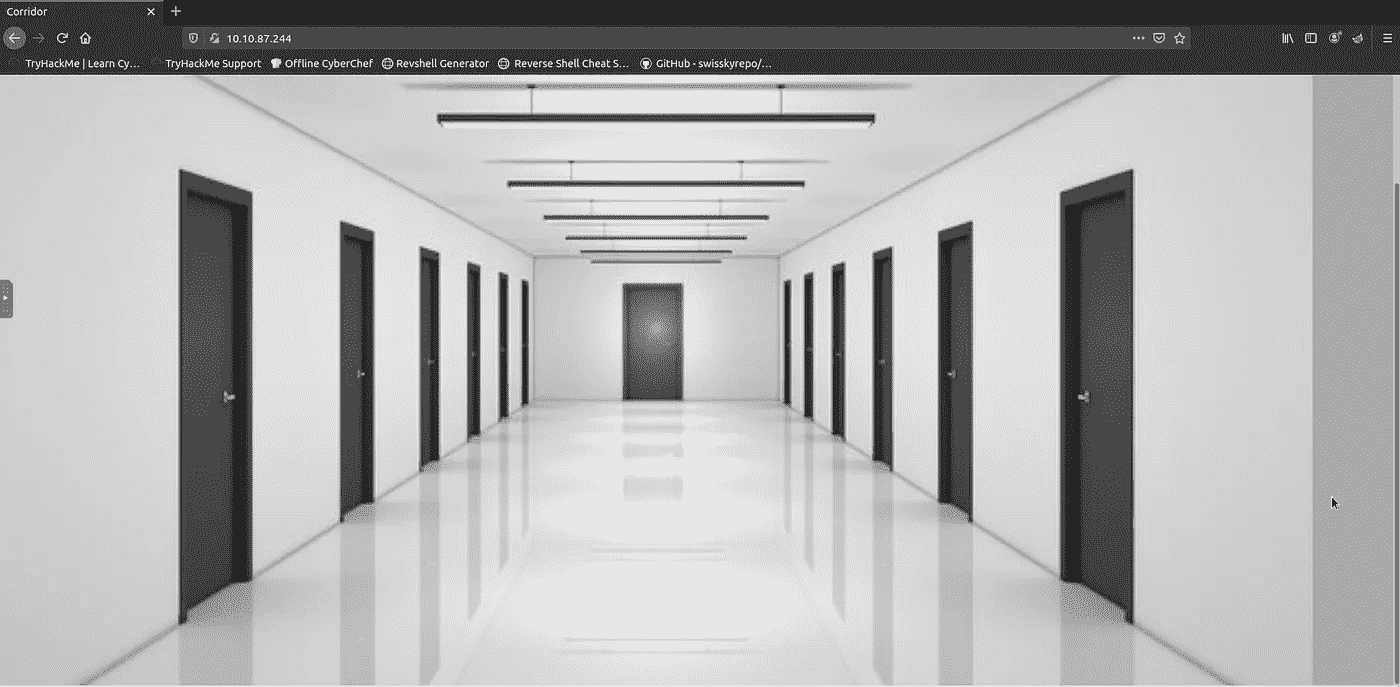 Corridor
10.10.87.244
TryHackMe | Learn Cy…
TryHackMe Support
Offline CyberChef
Revshell Generator
Reverse Shell Cheat S…
GitHub - swisskyrepo/…